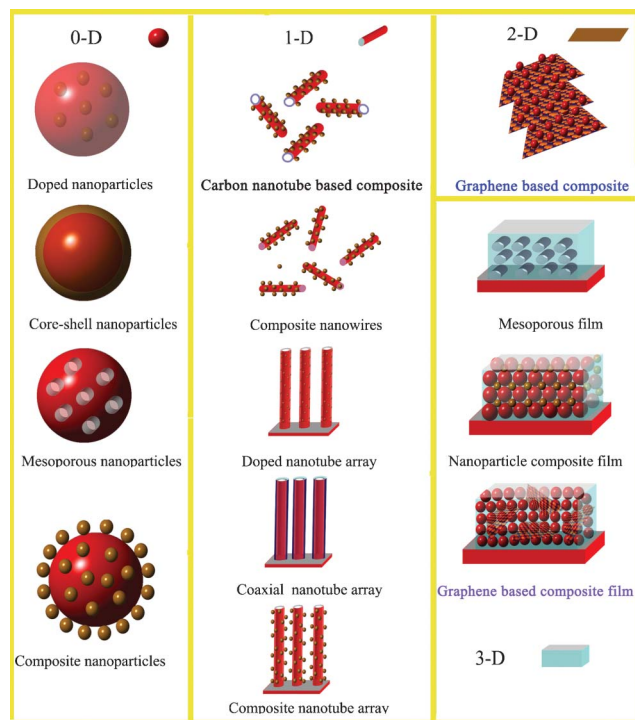 0-D
Doped nanoparticles
Core-shell nanoparticles
Mesoporous nanoparticles
Composite nanoparticles
1-D
Carbon nanotube based composite
Composite nanowires
Doped nanotube array
Coaxial nanotube array
Composite nanotube array
2-D
Graphene based composite
Mesoporous film
Nanoparticle composite film
Graphene based composite film
3-D